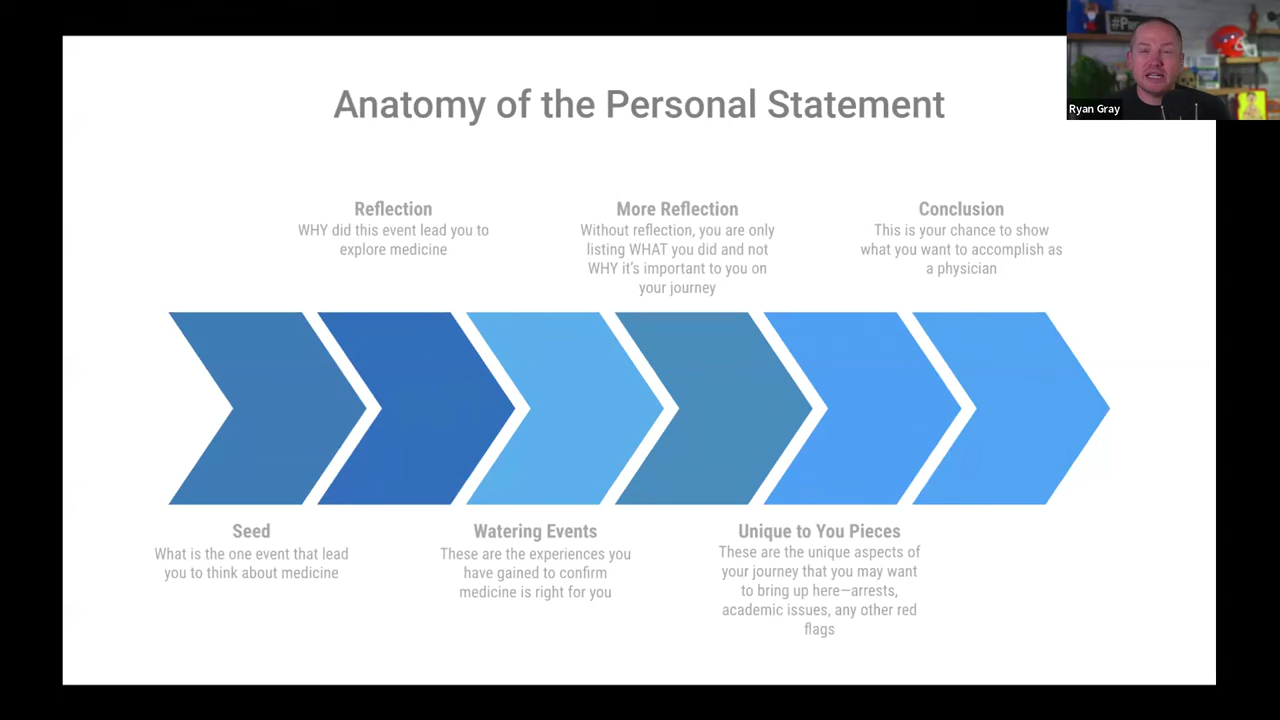 Anatomy of the Personal Statement
Ryan Gray
Reflection
WHY did this event lead you to
explore medicine
More Reflection
Without reflection, you are only
listing WHAT you did and not
WHY it's important to you on
your journey
Conclusion
This is your chance to show
what you want to accomplish as
a physician
Seed
What is the one event that lead
you to think about medicine
Watering Events
These are the experiences you
have gained to confirm
medicine is right for you
Unique to You Pieces
These are the unique aspects of
your journey that you may want
to bring up here—arrests,
academic issues, any other red
flags